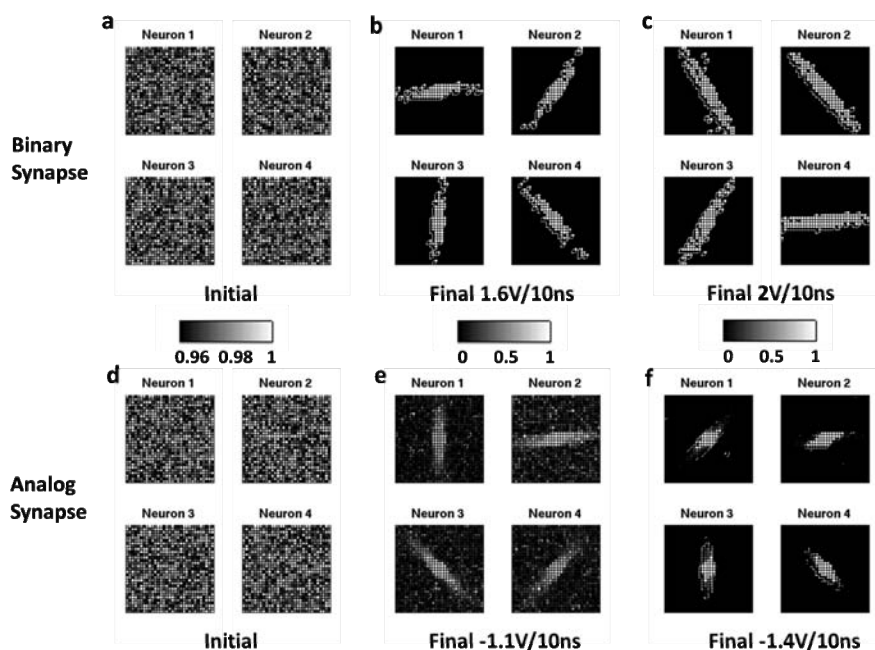 a
Neuron 1 Neuron 2
Neuron 3 Neuron 4
Binary
Synapse
Initial
b
Neuron 1 Neuron 2
Neuron 3 Neuron 4
Final 1.6V/10ns
c
Neuron 1 Neuron 2
Neuron 3 Neuron 4
Final 2V/10ns
0.96 0.98 1
0 0.5 1
0 0.5 1
d
Neuron 1 Neuron 2
Neuron 3 Neuron 4
Analog
Synapse
Initial
e
Neuron 1 Neuron 2
Neuron 3 Neuron 4
Final -1.1V/10ns
f
Neuron 1 Neuron 2
Neuron 3 Neuron 4
Final -1.4V/10ns